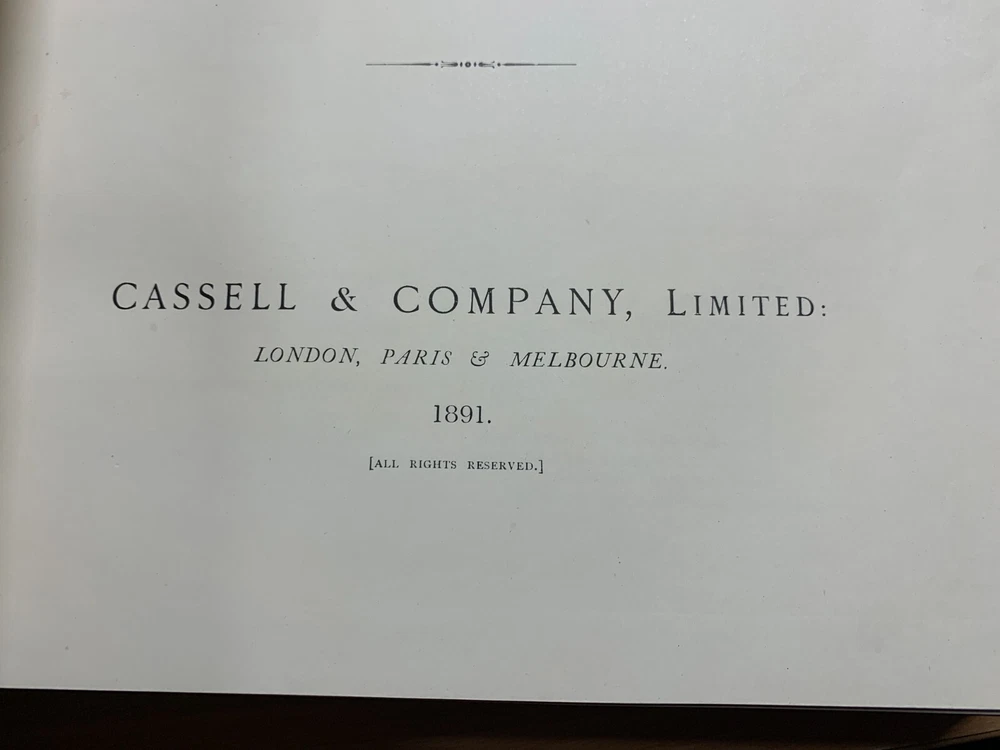 CASSELL & COMPANY, LIMITED:
LONDON, PARIS & MELBOURNE.
1891.
[ALL RIGHTS RESERVED.]